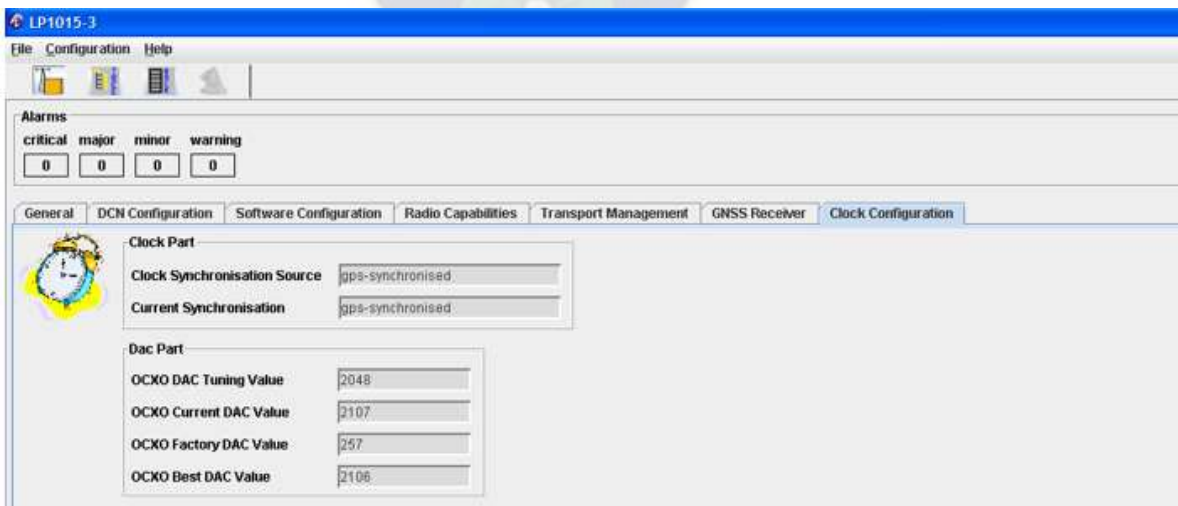 LP1015-3
File Configuration Help
Alarms
critical major minor warning
0 0 0 0
General DCN Configuration Software Configuration Radio Capabilities Transport Management GNSS Receiver Clock Configuration
Clock Part
Clock Synchronisation Source gps-synchronised
Current Synchronisation gps-synchronised
Dac Part
OCXO DAC Tuning Value 2048
OCXO Current DAC Value 2107
OCXO Factory DAC Value 257
OCXO Best DAC Value 2106